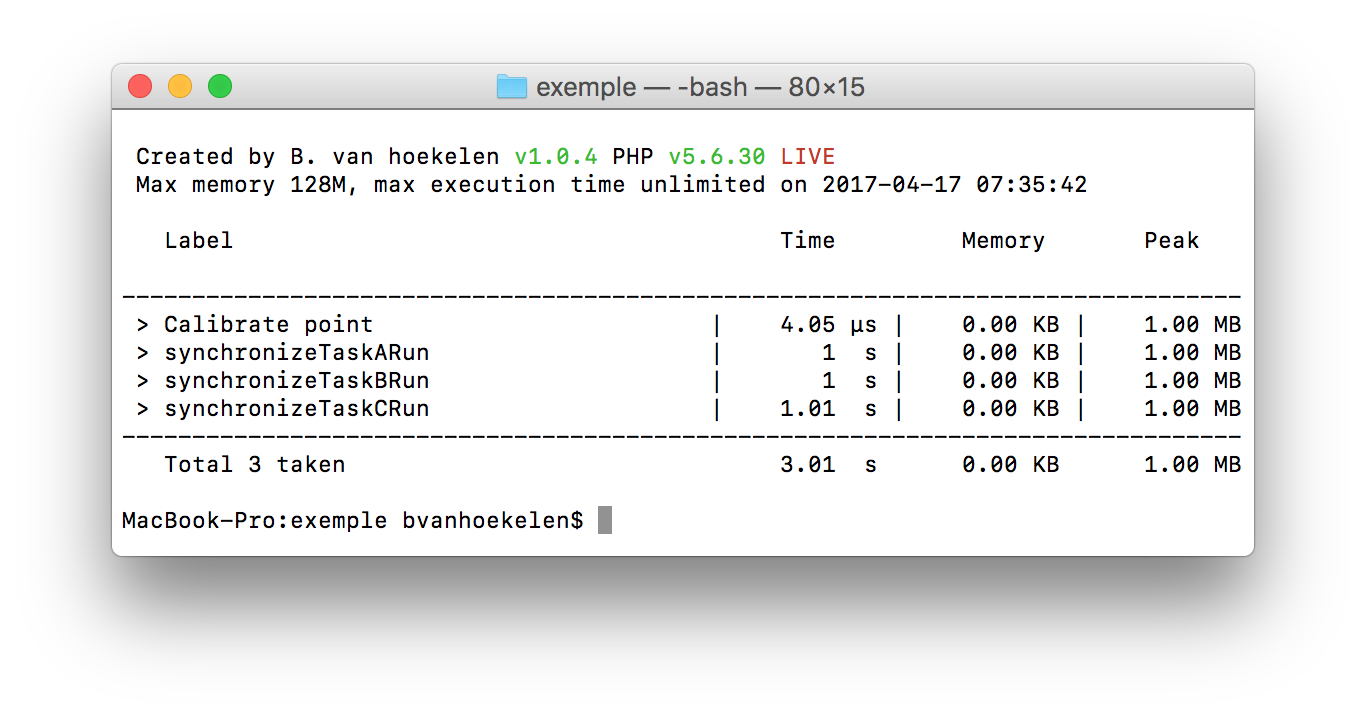 exemple — -bash — 80×15
Created by B. van hoekelen v1.0.4 PHP v5.6.30 LIVE
Max memory 128M, max execution time unlimited on 2017-04-17 07:35:42
Label Time Memory Peak
--------------------------------------------------------------------------------
> Calibrate point | 4.05 µs | 0.00 KB | 1.00 MB
> synchronizeTaskARun | 1 s | 0.00 KB | 1.00 MB
> synchronizeTaskBRun | 1 s | 0.00 KB | 1.00 MB
> synchronizeTaskCRun | 1.01 s | 0.00 KB | 1.00 MB
--------------------------------------------------------------------------------
Total 3 taken 3.01 s 0.00 KB 1.00 MB
MacBook-Pro:exemple bvanhoekelen$